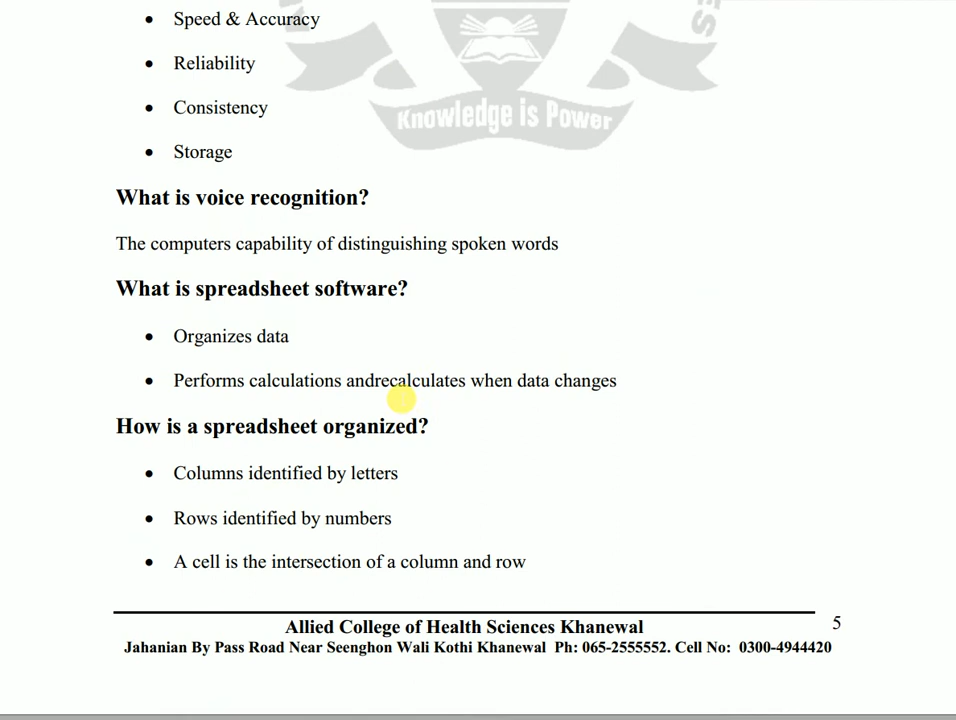 • Speed & Accuracy
• Reliability
• Consistency
Knowledge is Power
• Storage
What is voice recognition?
The computers capability of distinguishing spoken words
What is spreadsheet software?
• Organizes data
• Performs calculations andrecalculates when data changes
How is a spreadsheet organized?
• Columns identified by letters
• Rows identified by numbers
• A cell is the intersection of a column and row
Allied College of Health Sciences Khanewal
5
Jahanian By Pass Road Near Seenghon Wali Kothi Khanewal Ph: 065-2555552. Cell No: 0300-4944420